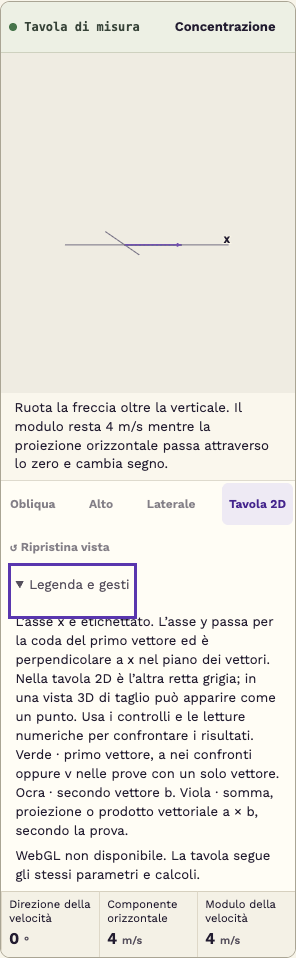 Tavola di misura Concentrazione
x
Ruota la freccia oltre la verticale. Il
modulo resta 4 m/s mentre la
proiezione orizzontale passa attraverso
lo zero e cambia segno.
Obliqua Alto Laterale Tavola 2D
↺ Ripristina vista
▼ Legenda e gesti
L’asse x è etichettato. L’asse y passa per
la coda del primo vettore ed è
perpendicolare a x nel piano dei vettori.
Nella tavola 2D è l’altra retta grigia; in
una vista 3D di taglio può apparire come
un punto. Usa i controlli e le letture
numeriche per confrontare i risultati.
Verde · primo vettore, a nei confronti
oppure v nelle prove con un solo vettore.
Ocra · secondo vettore b. Viola · somma,
proiezione o prodotto vettoriale a × b,
secondo la prova.
WebGL non disponibile. La tavola segue
gli stessi parametri e calcoli.
Direzione della velocità
0 °
Componente orizzontale
4 m/s
Modulo della velocità
4 m/s